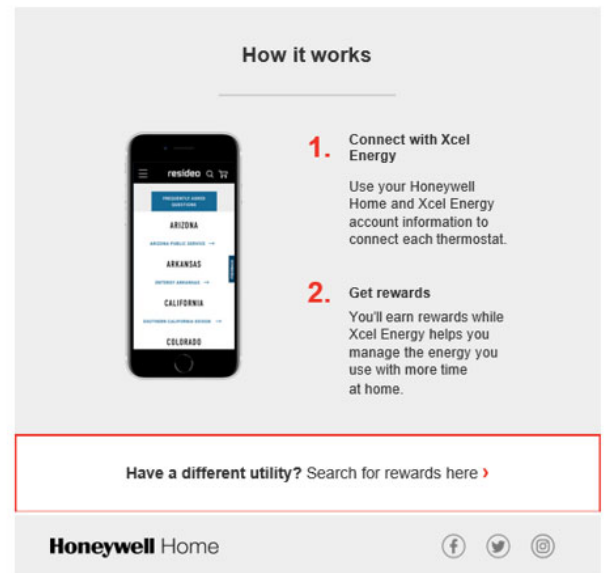 How it works
resideo
FREQUENTLY ASKED
QUESTIONS
ARIZONA
ARIZONA PUBLIC SERVICE →
ARKANSAS
ENTERGY ARKANSAS →
CALIFORNIA
SOUTHERN CALIFORNIA EDISON →
COLORADO
1. Connect with Xcel
Energy
Use your Honeywell
Home and Xcel Energy
account information to
connect each thermostat.
2. Get rewards
You'll earn rewards while
Xcel Energy helps you
manage the energy you
use with more time
at home.
Have a different utility? Search for rewards here ›
Honeywell Home